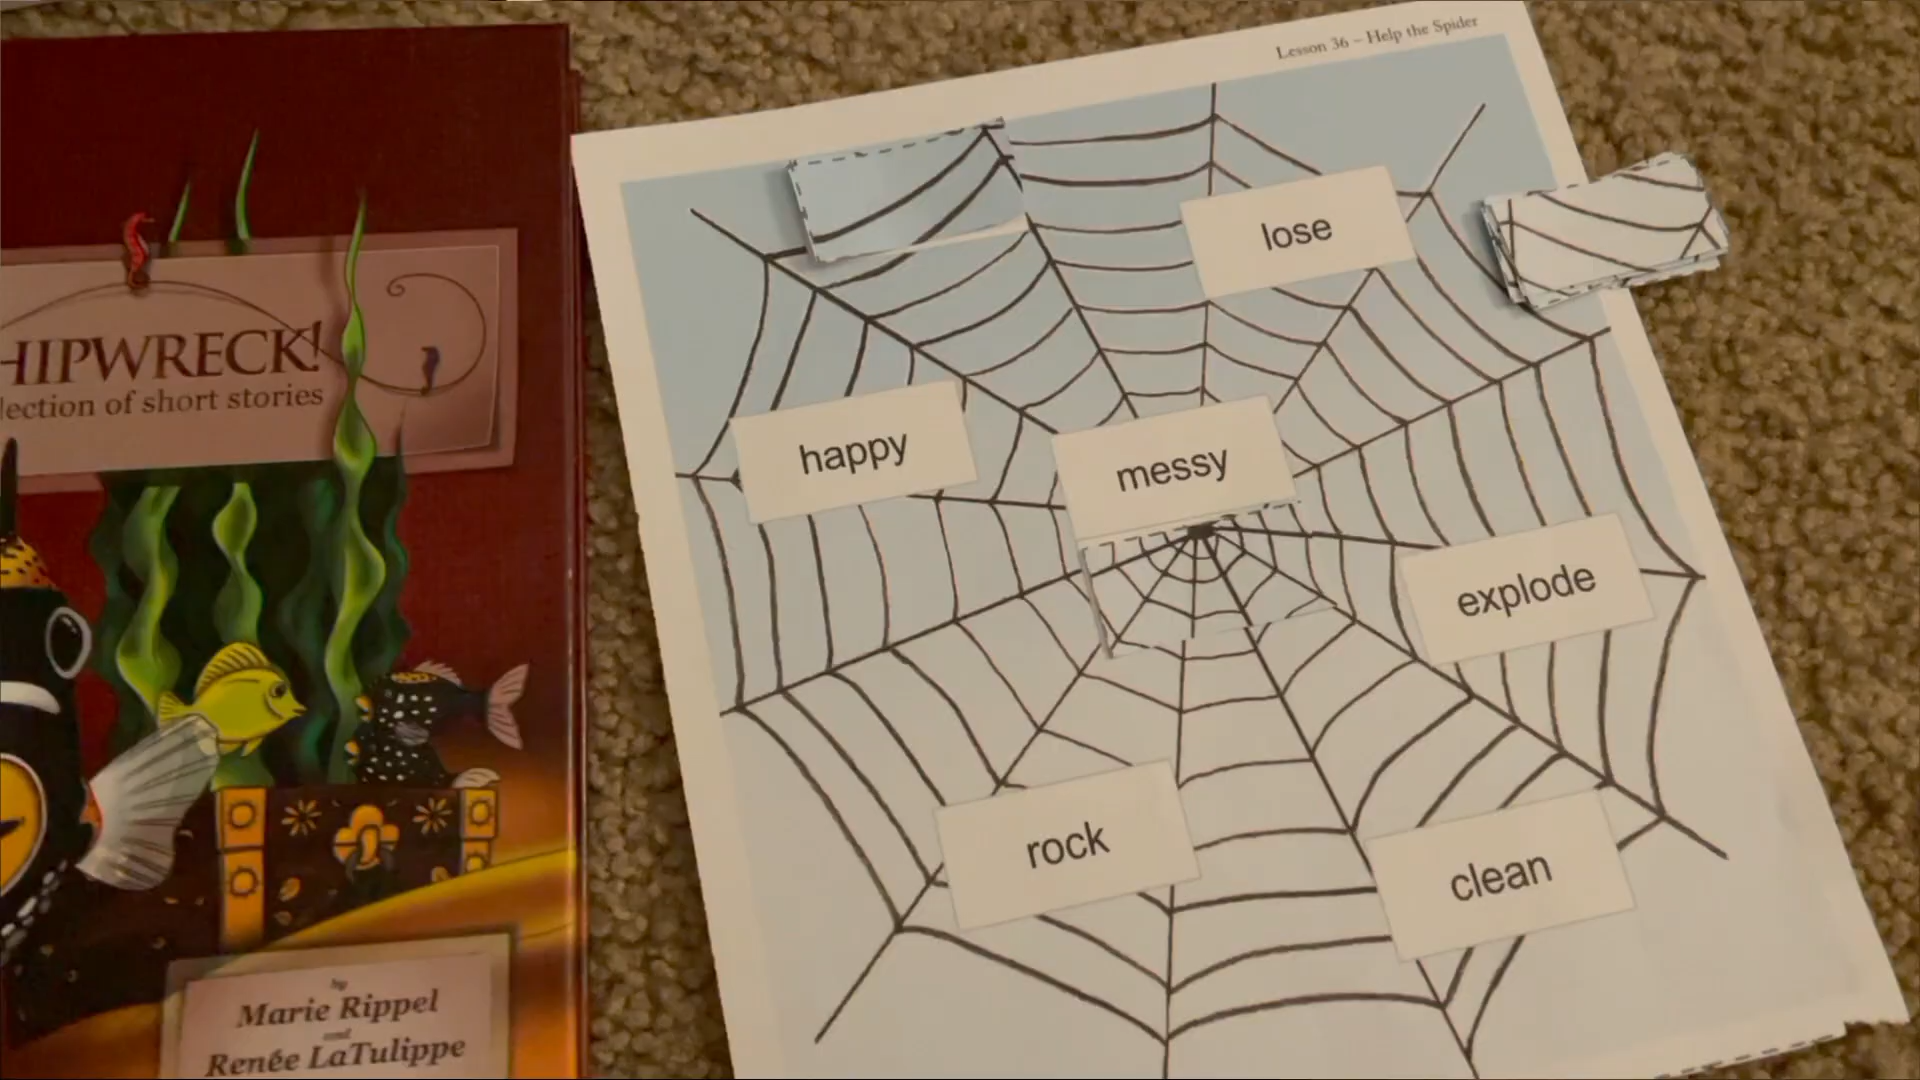 HIPWRECK!
lection of short stories
by
Marie Rippel
and
Renée LaTulippe
Lesson 36 – Help the Spider
lose
happy
messy
explode
rock
clean